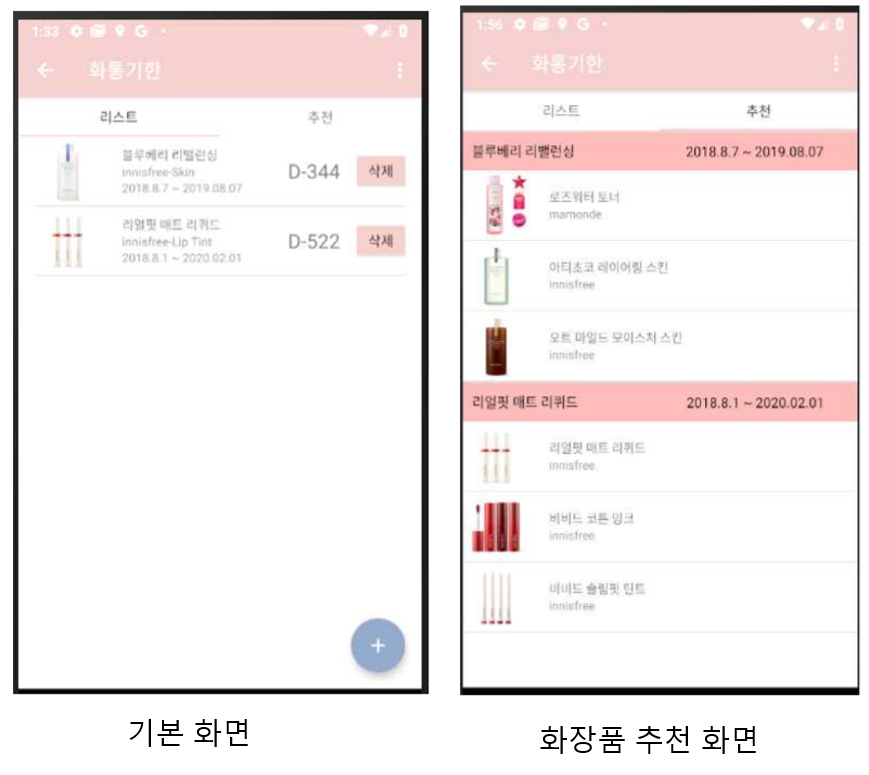 1:33 G
화통기한
리스트 추천
블루베리 리밸런싱
innisfree-Skin
2018.8.7 ~ 2019.08.07
D-344 삭제
리얼핏 매트 리퀴드
innisfree-Lip Tint
2018.8.1 ~ 2020.02.01
D-522 삭제
+
기본 화면
1:56 G
화통기한
리스트 추천
블루베리 리밸런싱 2018.8.7 ~ 2019.08.07
로즈워터 토너
mamonde
아티초코 레이어링 스킨
innisfree
오트 마일드 모이스처 스킨
innisfree
리얼핏 매트 리퀴드 2018.8.1 ~ 2020.02.01
리얼핏 매트 리퀴드
innisfree
비비드 코튼 잉크
innisfree
비비드 슬림핏 틴트
innisfree
화장품 추천 화면